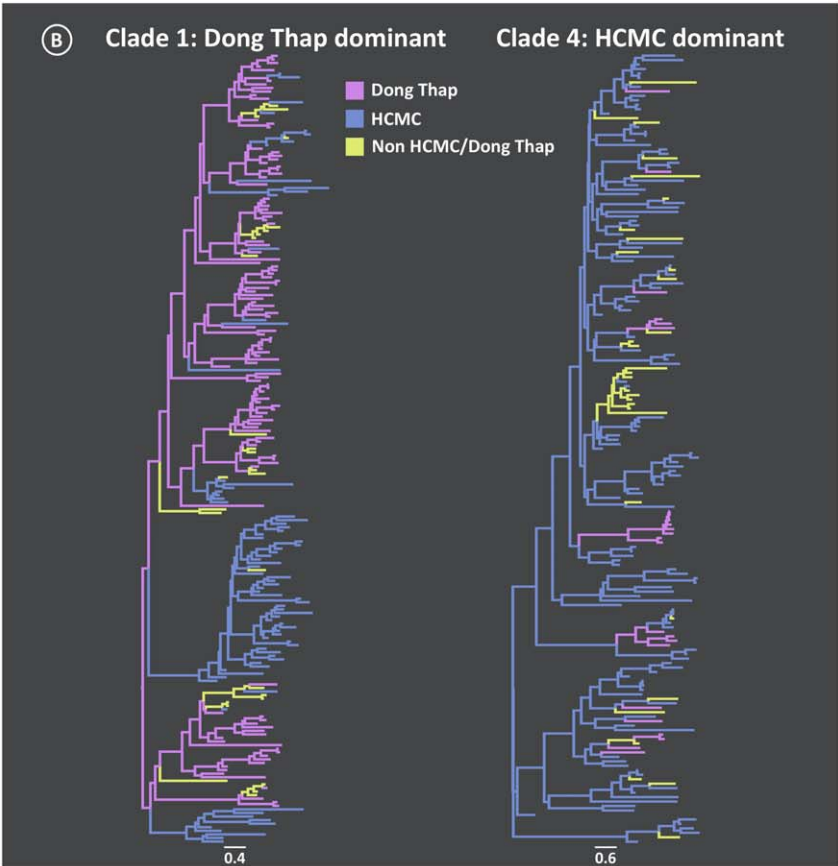 B
Clade 1: Dong Thap dominant
Clade 4: HCMC dominant
Dong Thap
HCMC
Non HCMC/Dong Thap
0.4
0.6